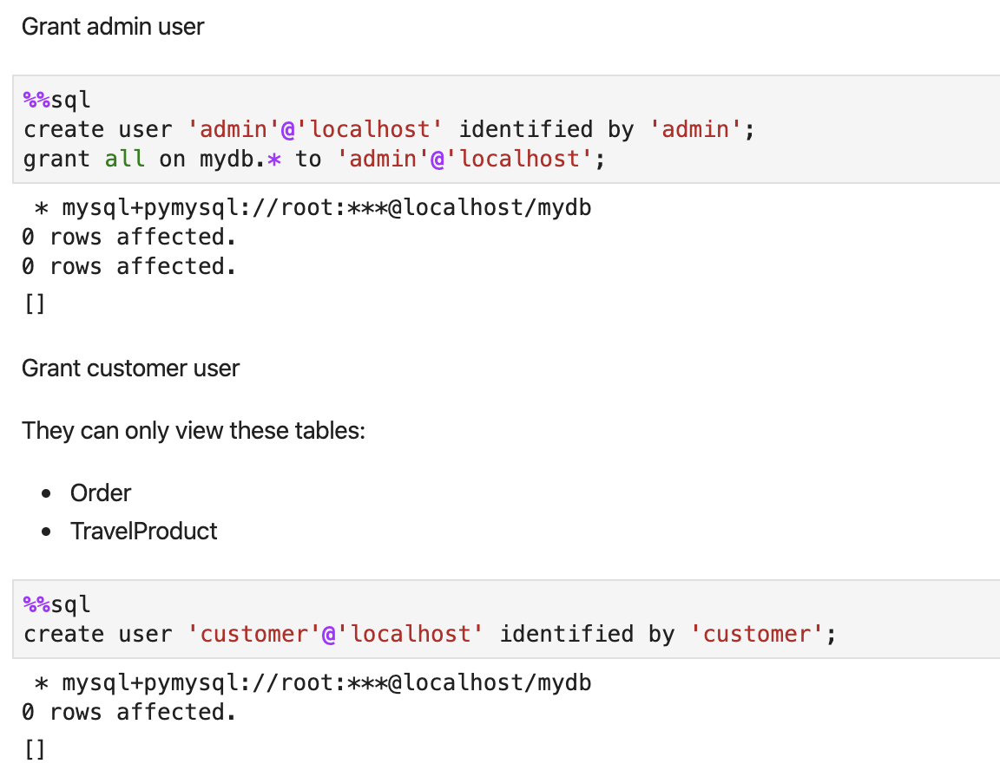 Grant admin user
%%sql
create user 'admin'@'localhost' identified by 'admin';
grant all on mydb.* to 'admin'@'localhost';
* mysql+pymysql://root:***@localhost/mydb
0 rows affected.
0 rows affected.
[]
Grant customer user
They can only view these tables:
• Order
• TravelProduct
%%sql
create user 'customer'@'localhost' identified by 'customer';
* mysql+pymysql://root:***@localhost/mydb
0 rows affected.
[]